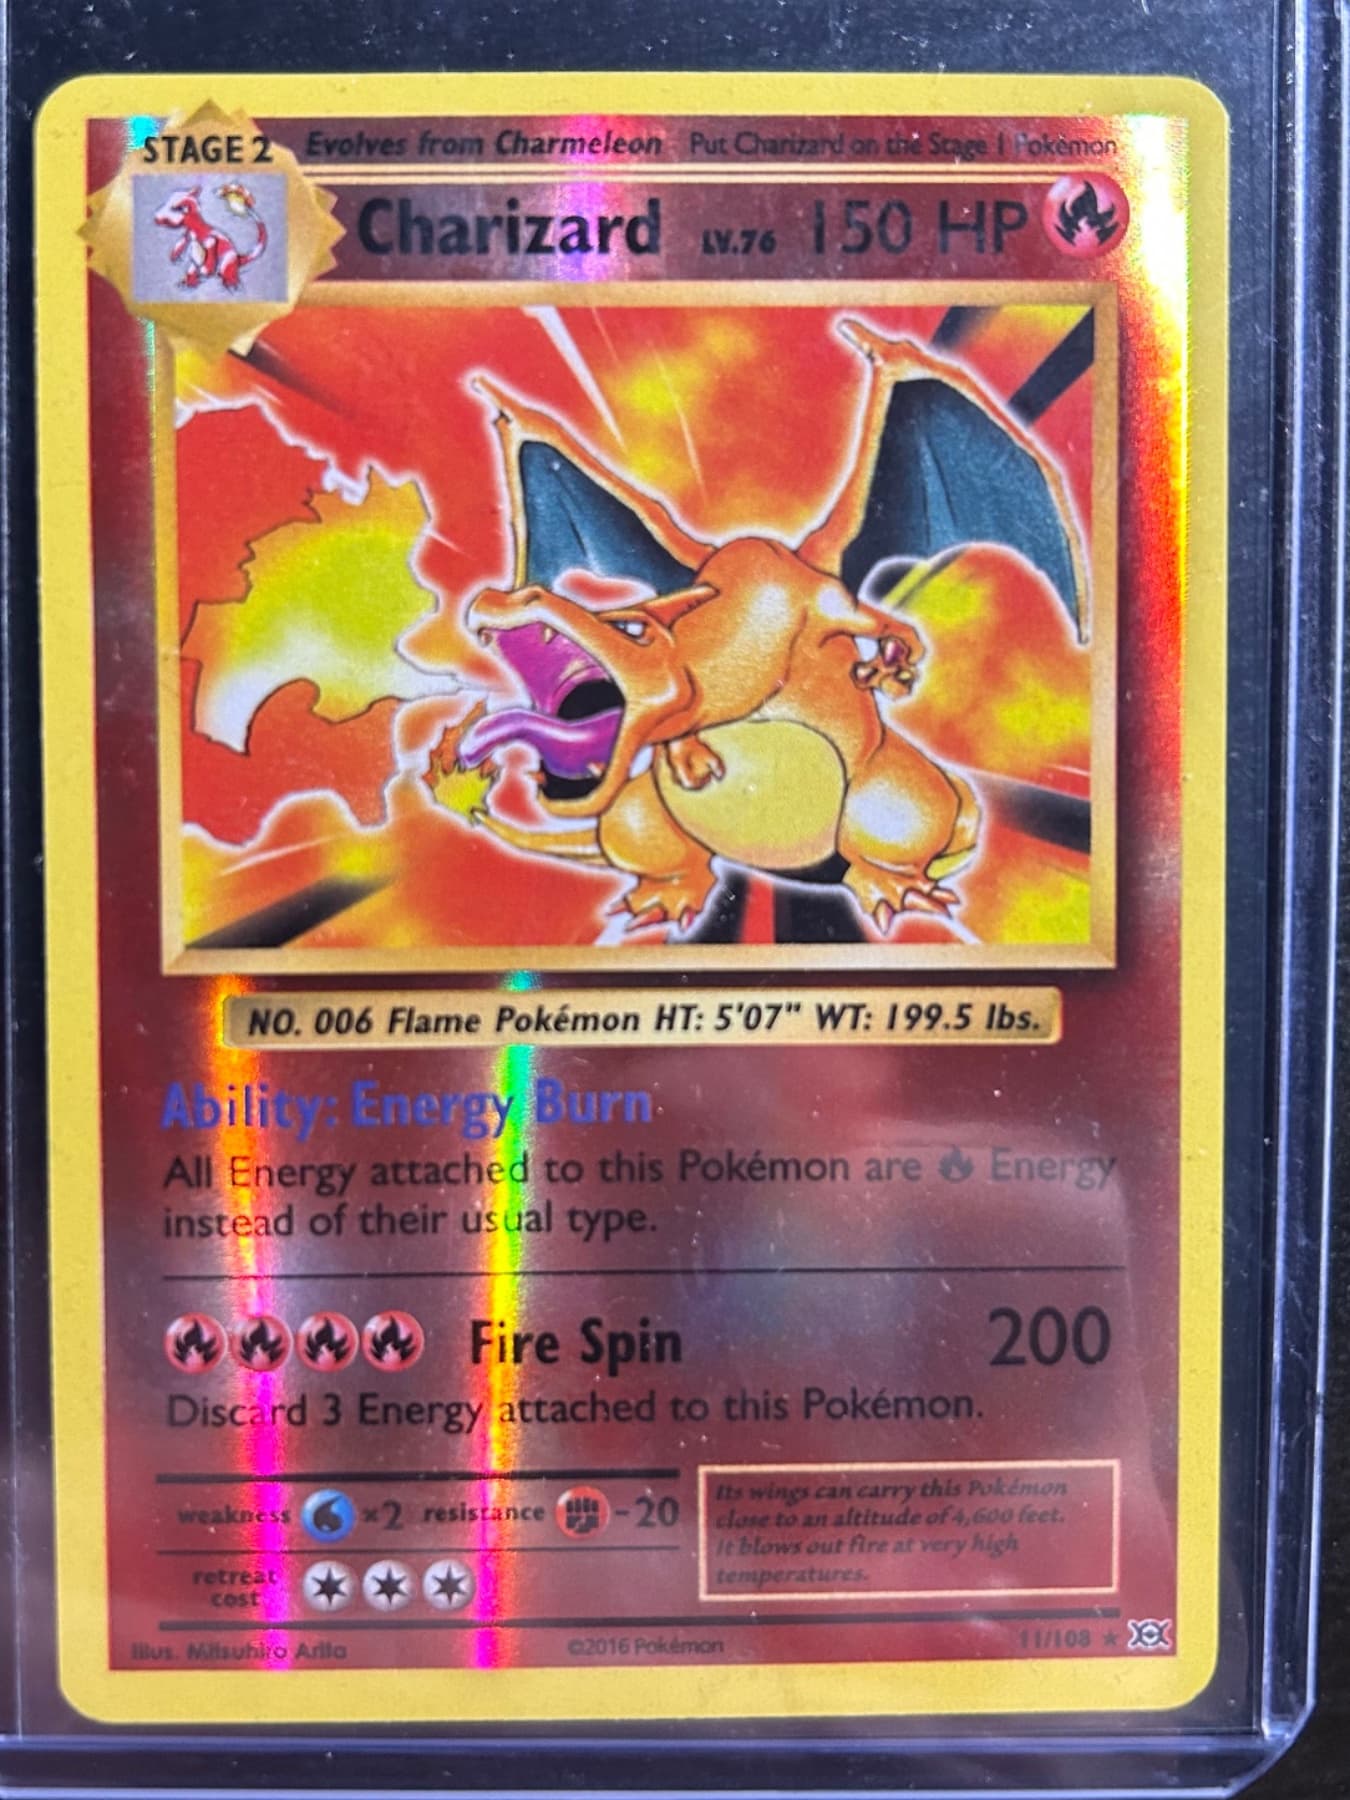 STAGE 2 Evolves from Charmeleon Put Charizard on the Stage 1 Pokémon
Charizard LV.76 150 HP
NO. 006 Flame Pokémon HT: 5'07" WT: 199.5 lbs.
Ability: Energy Burn
All Energy attached to this Pokémon are Energy
instead of their usual type.
Fire Spin 200
Discard 3 Energy attached to this Pokémon.
weakness ×2 resistance -20
retreat
cost
Its wings can carry this Pokémon
close to an altitude of 4,600 feet.
It blows out fire at very high
temperatures.
Illus. Mitsuhiro Arita ©2016 Pokémon 11/108 ★